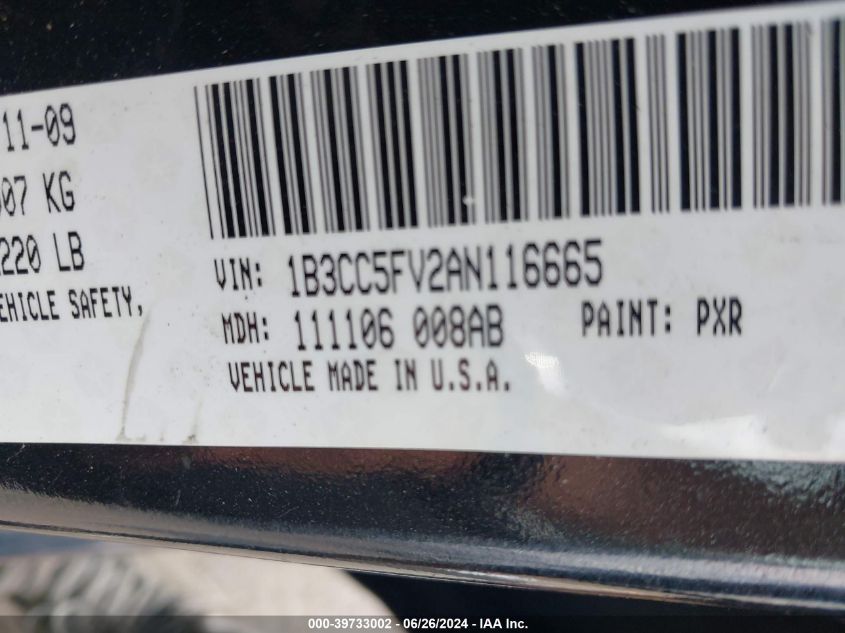 11-09
07 KG
220 LB
VEHICLE SAFETY,
VIN: 1B3CC5FV2AN116665
MDH: 111106 008AB PAINT: PXR
VEHICLE MADE IN U.S.A.
000-39733002 - 06/26/2024 - IAA Inc.